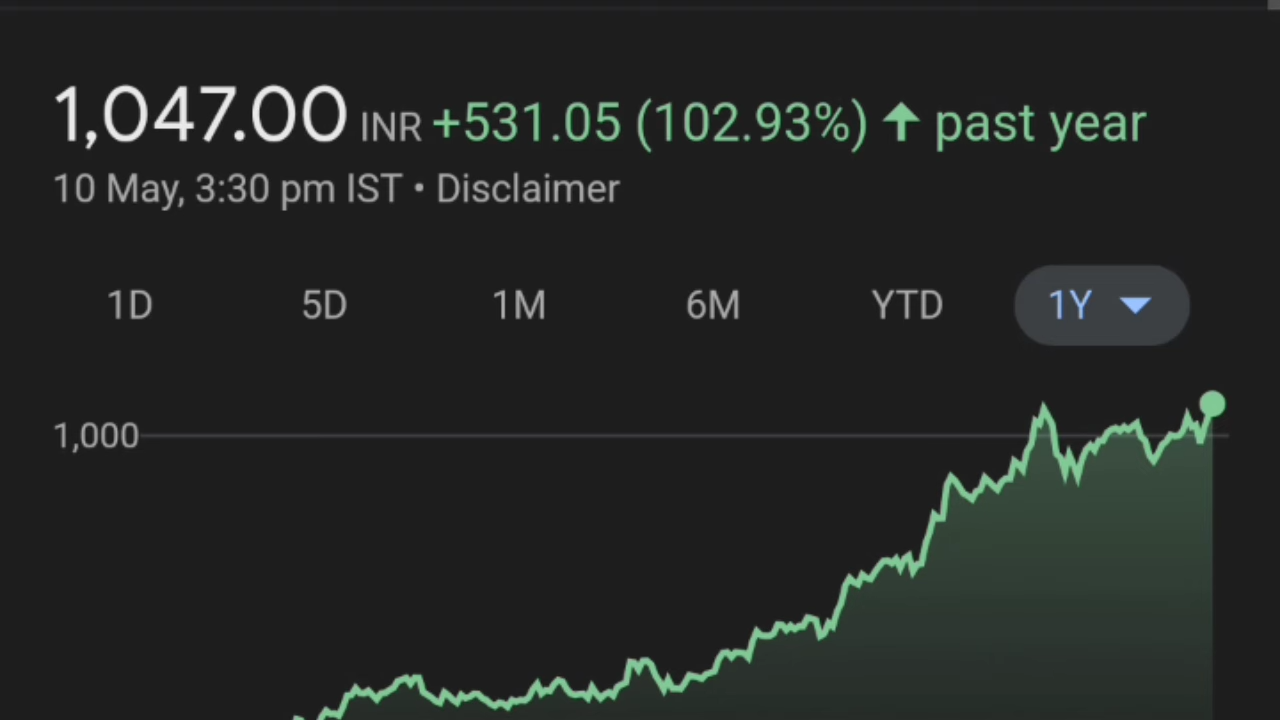 1,047.00 INR +531.05 (102.93%) ↑ past year
10 May, 3:30 pm IST • Disclaimer
1D 5D 1M 6M YTD 1Y
1,000